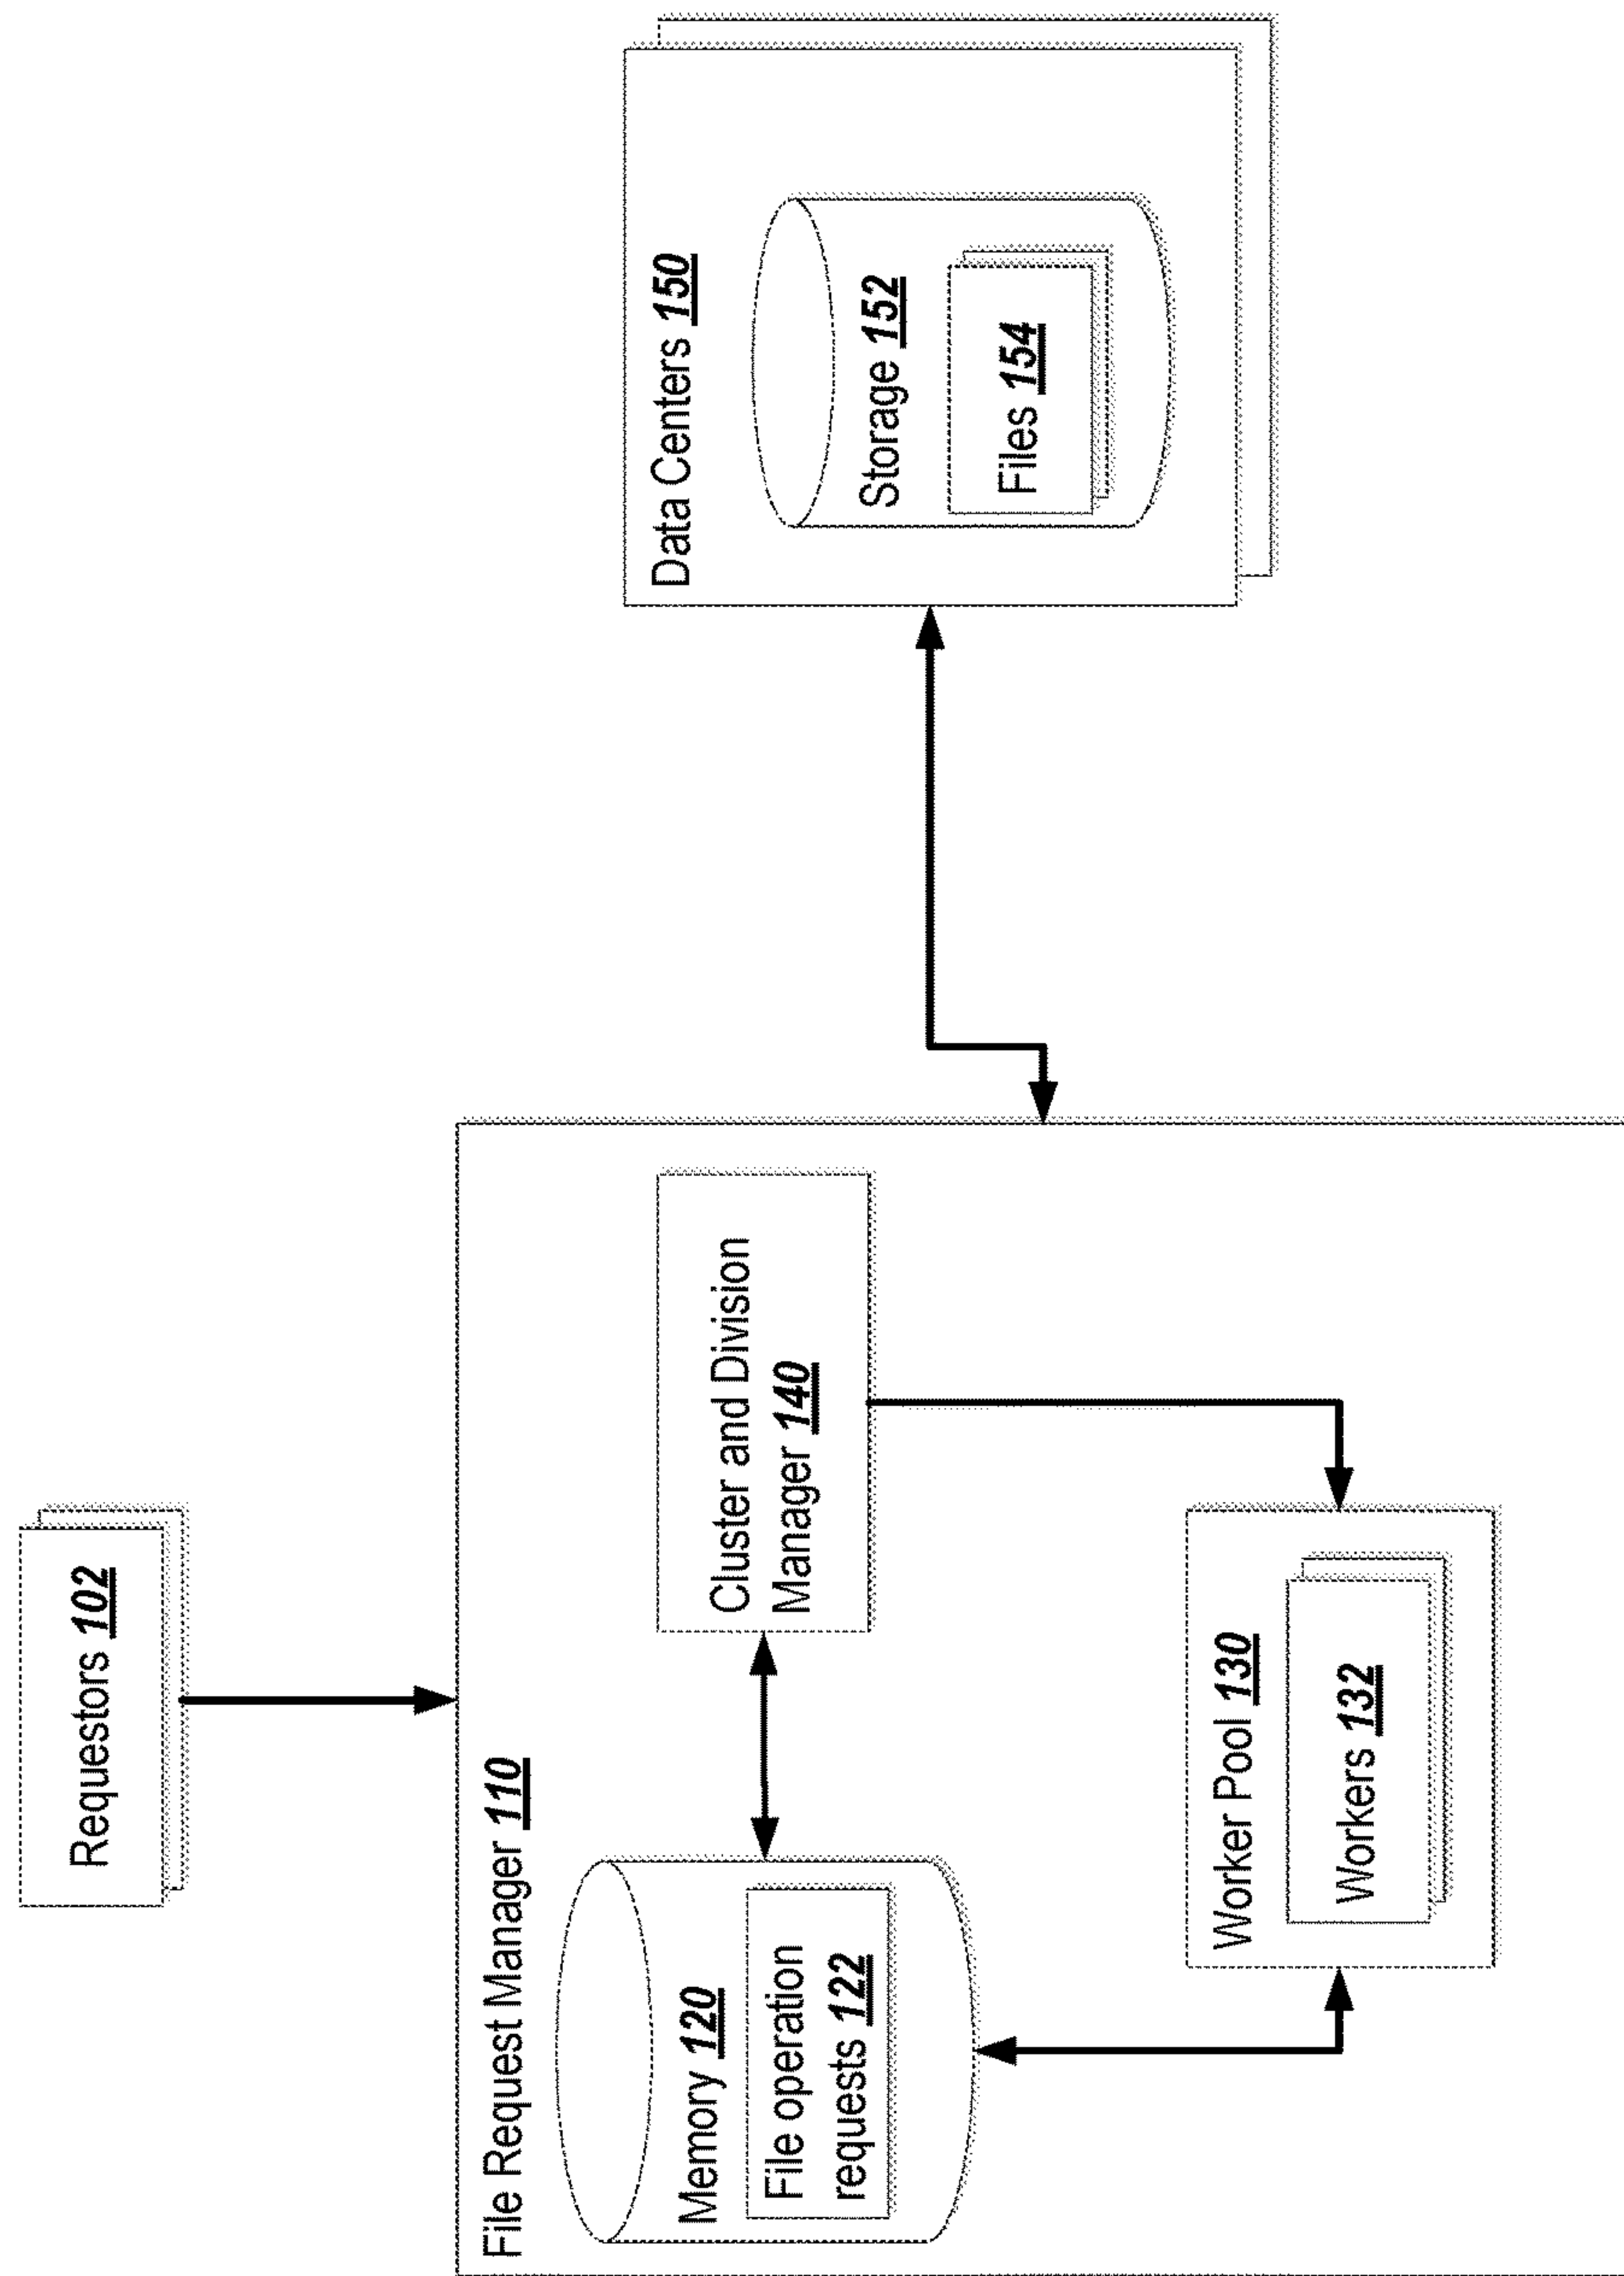 Requestors 102
File Request Manager 110
Memory 120
File operation
requests 122
Cluster and Division
Manager 140
Worker Pool 130
Workers 132
Data Centers 150
Storage 152
Files 154